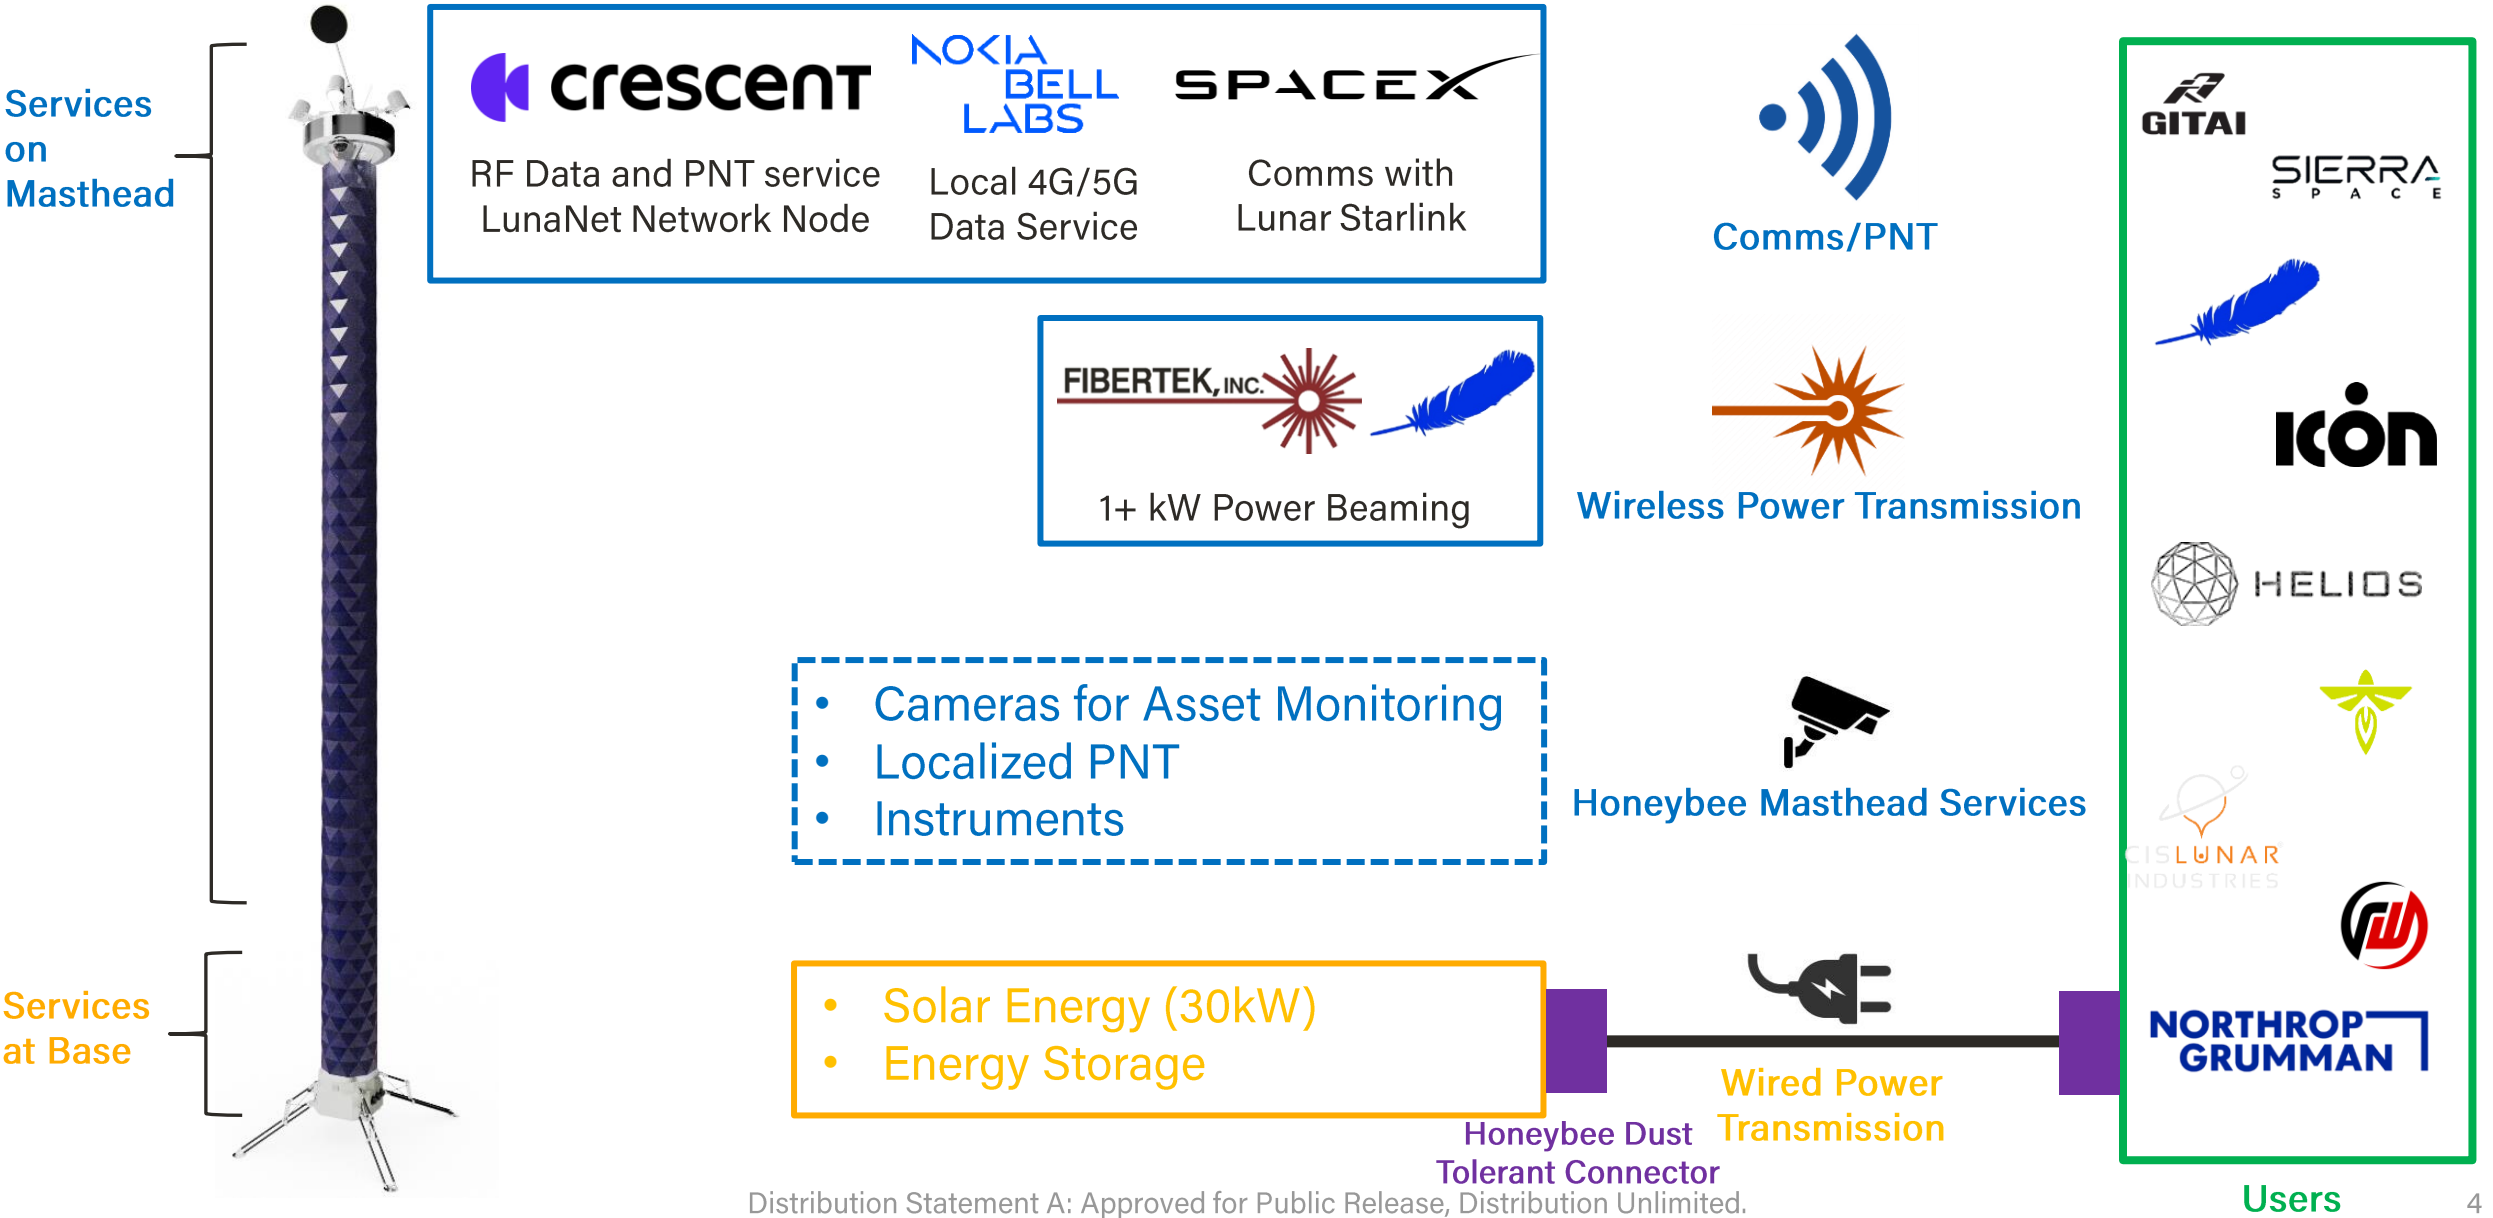 Services
on
Masthead
crescent
NOKIA
BELL
LABS
SPACEX
RF Data and PNT service
LunaNet Network Node
Local 4G/5G
Data Service
Comms with
Lunar Starlink
Comms/PNT
GITAI
SIERRA
SPACE
FIBERTEK, INC.
1+ kW Power Beaming
Wireless Power Transmission
ICON
HELIOS
• Cameras for Asset Monitoring
• Localized PNT
• Instruments
Honeybee Masthead Services
CISLUNAR
INDUSTRIES
Services
at Base
• Solar Energy (30kW)
• Energy Storage
Wired Power
Transmission
Honeybee Dust
Tolerant Connector
NORTHROP
GRUMMAN
Users
Distribution Statement A: Approved for Public Release, Distribution Unlimited.
4